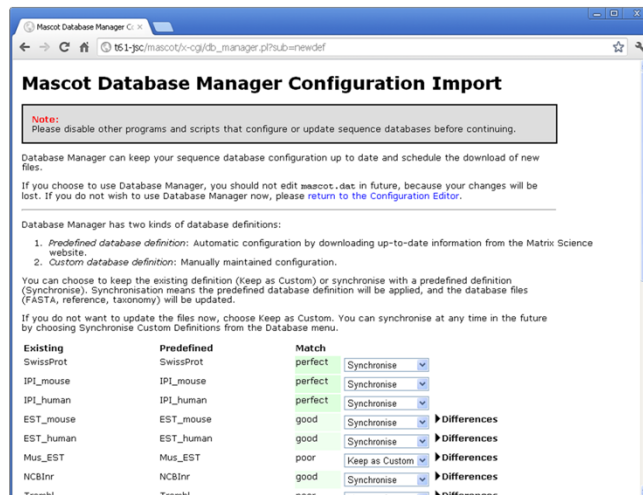 Mascot Database Manager Co
t61-jsc/mascot/x-cgi/db_manager.pl?sub=newdef
Mascot Database Manager Configuration Import
Note:
Please disable other programs and scripts that configure or update sequence databases before continuing.
Database Manager can keep your sequence database configuration up to date and schedule the download of new
files.
If you choose to use Database Manager, you should not edit mascot.dat in future, because your changes will be
lost. If you do not wish to use Database Manager now, please return to the Configuration Editor.
Database Manager has two kinds of database definitions:
1. Predefined database definition: Automatic configuration by downloading up-to-date information from the Matrix Science
website.
2. Custom database definition: Manually maintained configuration.
You can choose to keep the existing definition (Keep as Custom) or synchronise with a predefined definition
(Synchronise). Synchronisation means the predefined database definition will be applied, and the database files
(FASTA, reference, taxonomy) will be updated.
If you do not want to update the files now, choose Keep as Custom. You can synchronise at any time in the future
by choosing Synchronise Custom Definitions from the Database menu.
Existing Predefined Match
SwissProt SwissProt perfect Synchronise
IPI_mouse IPI_mouse perfect Synchronise
IPI_human IPI_human perfect Synchronise
EST_mouse EST_mouse good Synchronise Differences
EST_human EST_human good Synchronise Differences
Mus_EST Mus_EST poor Keep as Custom Differences
NCBInr NCBInr good Synchronise Differences